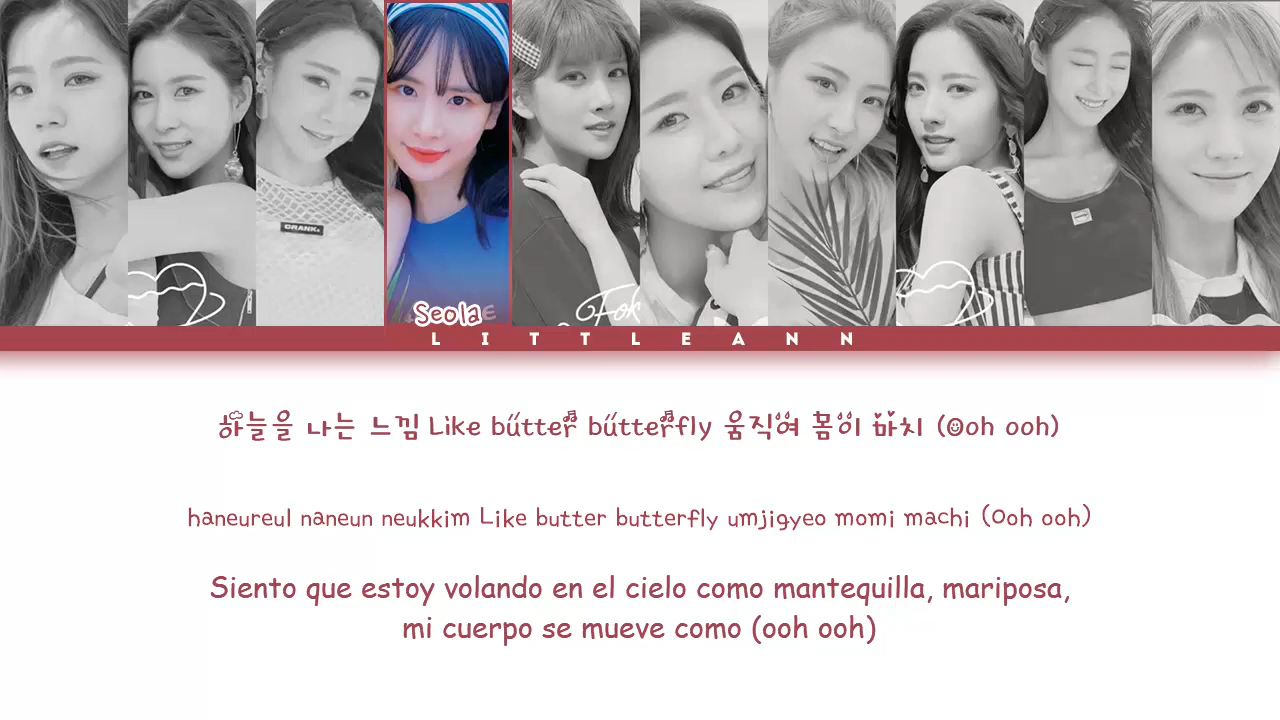 CRANK.
Foh
Seola
LITTLEANN
하늘을 나는 느낌 Like butter butterfly 움직여 몸이 마치 (Ooh ooh)
haneureul naneun neukkim Like butter butterfly umjigyeo momi machi (Ooh ooh)
Siento que estoy volando en el cielo como mantequilla, mariposa,
mi cuerpo se mueve como (ooh ooh)